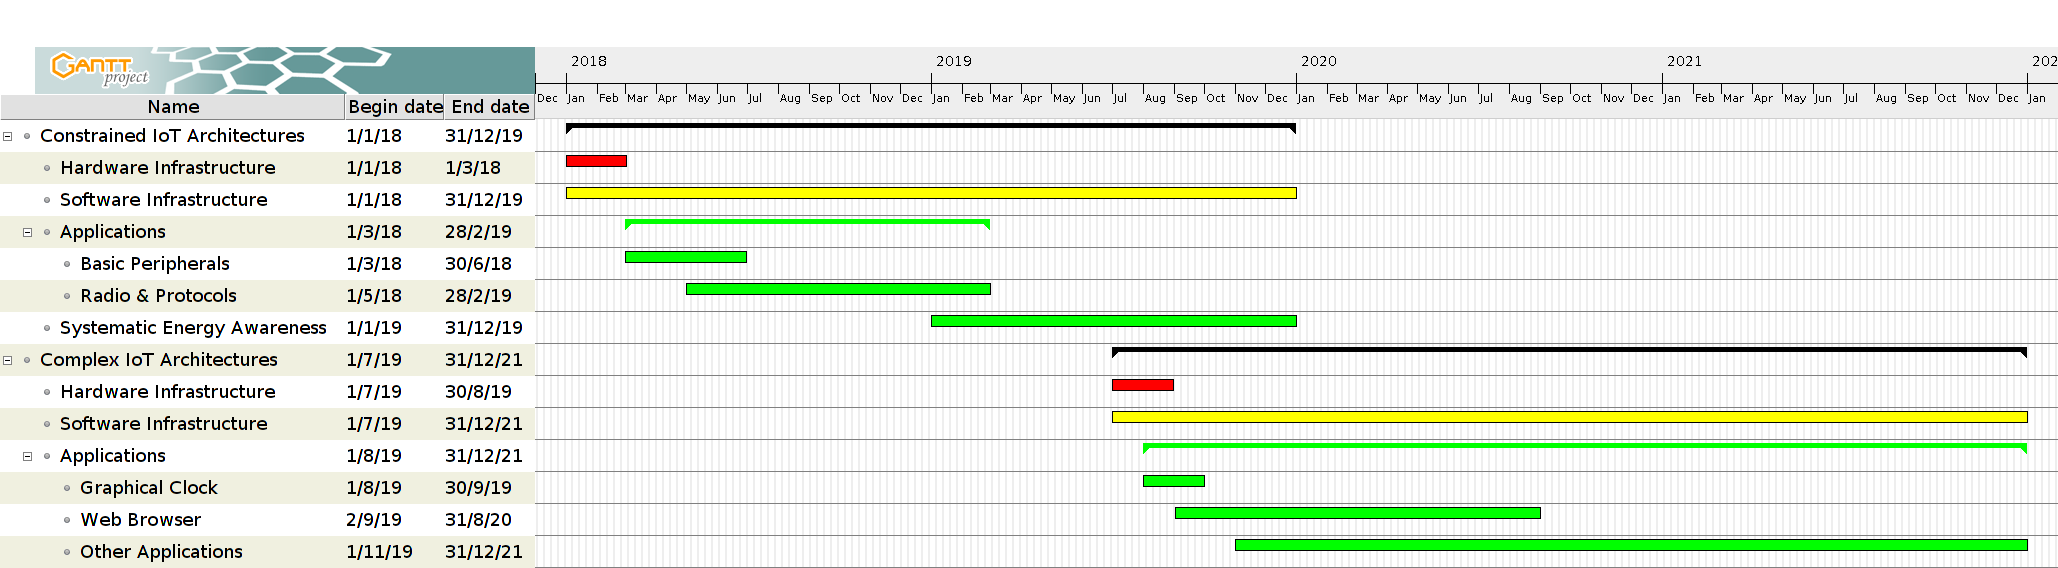 GANTT project
2018 2019 2020 2021 202
Dec Jan Feb Mar Apr May Jun Jul Aug Sep Oct Nov Dec Jan Feb Mar Apr May Jun Jul Aug Sep Oct Nov Dec Jan Feb Mar Apr May Jun Jul Aug Sep Oct Nov Dec Jan Feb Mar Apr May Jun Jul Aug Sep Oct Nov Dec Jan
Name Begin date End date
Constrained IoT Architectures 1/1/18 31/12/19
Hardware Infrastructure 1/1/18 1/3/18
Software Infrastructure 1/1/18 31/12/19
Applications 1/3/18 28/2/19
Basic Peripherals 1/3/18 30/6/18
Radio & Protocols 1/5/18 28/2/19
Systematic Energy Awareness 1/1/19 31/12/19
Complex IoT Architectures 1/7/19 31/12/21
Hardware Infrastructure 1/7/19 30/8/19
Software Infrastructure 1/7/19 31/12/21
Applications 1/8/19 31/12/21
Graphical Clock 1/8/19 30/9/19
Web Browser 2/9/19 31/8/20
Other Applications 1/11/19 31/12/21